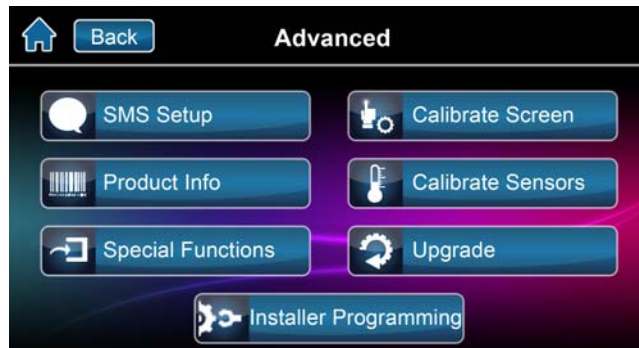 Back
Advanced
SMS Setup
Calibrate Screen
Product Info
Calibrate Sensors
Special Functions
Upgrade
Installer Programming